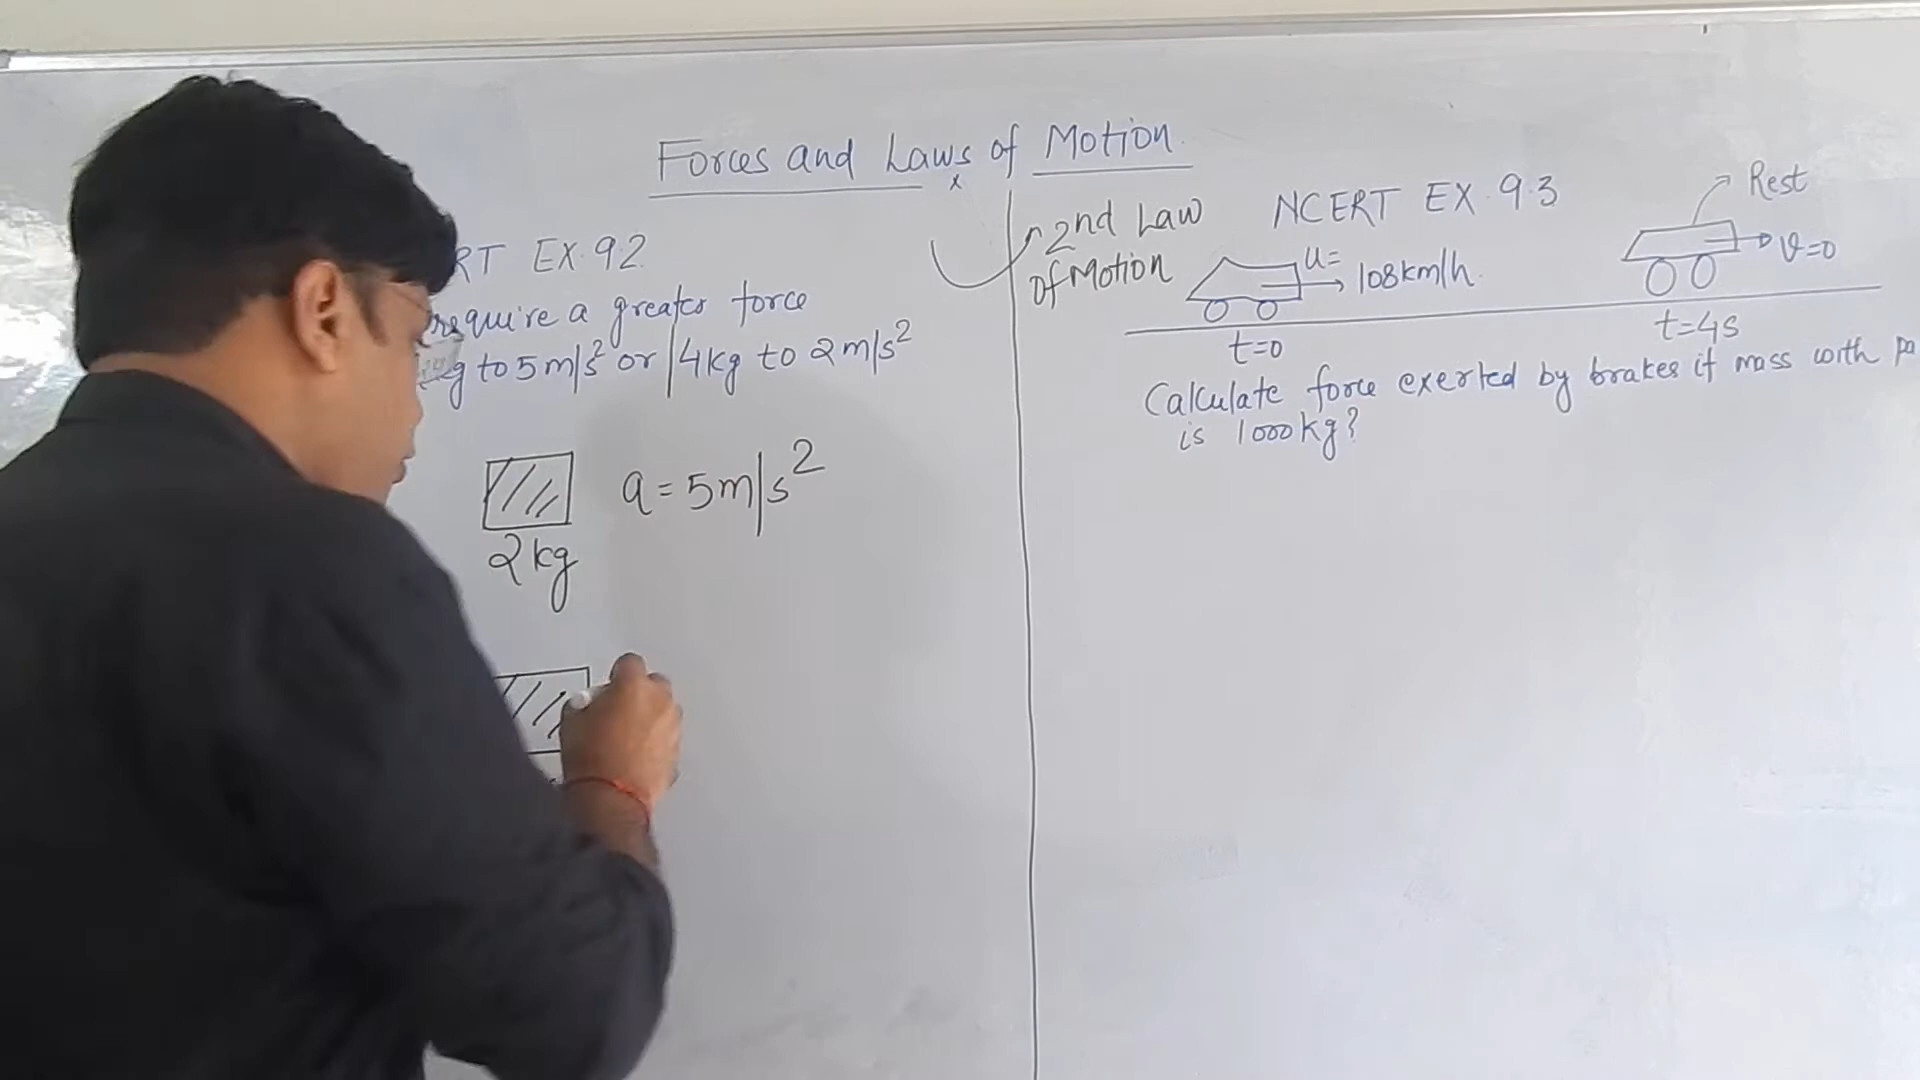 Forces and Laws of Motion
x
RT EX. 9.2
require a greater force
g to 5m/s² or 4kg to 2m/s²
a = 5m/s²
2kg
2nd Law
of Motion
NCERT EX. 9.3
Rest
u=
108km/h.
v=0
t=0
t=4s
Calculate force exerted by brakes if mass with pa
is 1000kg?